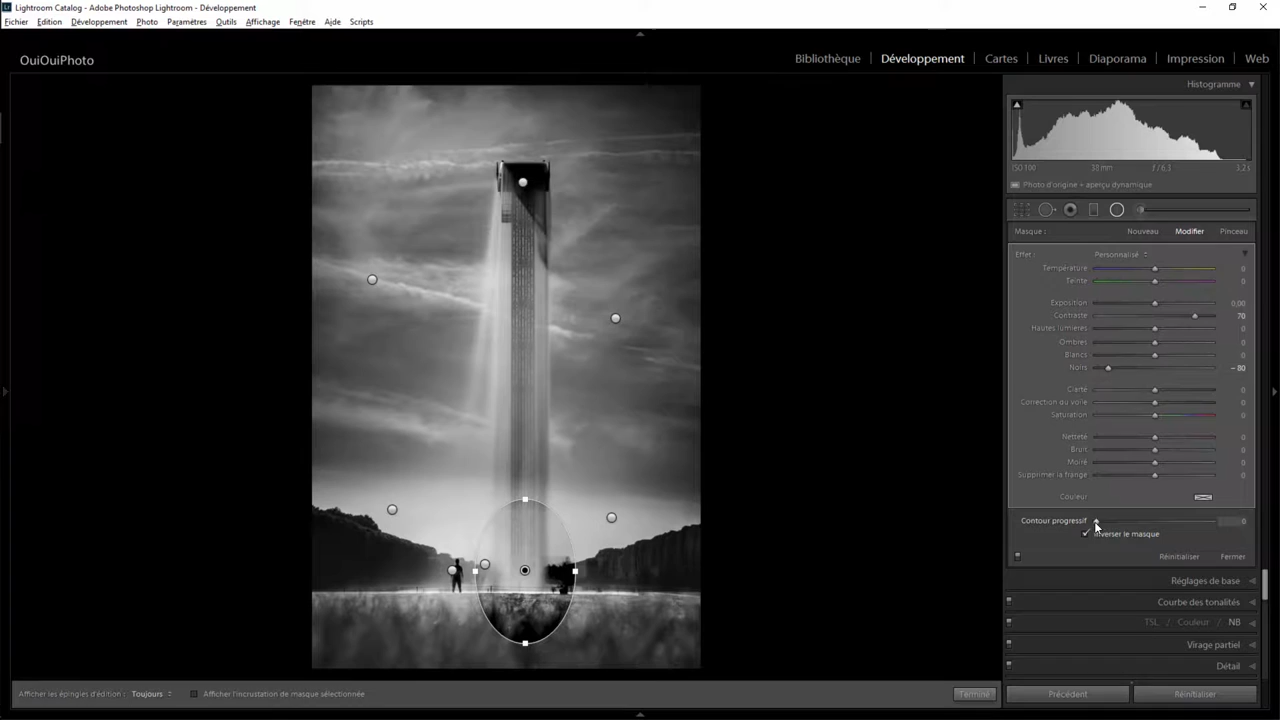 Lightroom Catalog - Adobe Photoshop Lightroom - Développement
Fichier Edition Développement Photo Paramètres Outils Affichage Fenêtre Aide Scripts
OuiOuiPhoto
Bibliothèque Développement Cartes Livres Diaporama Impression Web
Histogramme
ISO 100 38 mm f / 6,3
Photo d'origine + aperçu dynamique
Masque : Nouveau Modifier Pinceau
Effet : Personnalisé
Température 0
Teinte 0
Exposition 0,00
Contraste 70
Hautes lumières 0
Ombres 0
Blancs 0
Noirs – 80
Clarté 0
Correction du voile 0
Saturation 0
Netteté 0
Bruit 0
Moiré 0
Supprimer la frange 0
Couleur
Contour progressif 0
Inverser le masque
Réinitialiser Fermer
Réglages de base
Courbe des tonalités
TSL / Couleur / NB
Virage partiel
Détail
Afficher les épingles d'édition : Toujours Afficher l'incrustation de masque sélectionnée Terminé
Précédent Réinitialiser